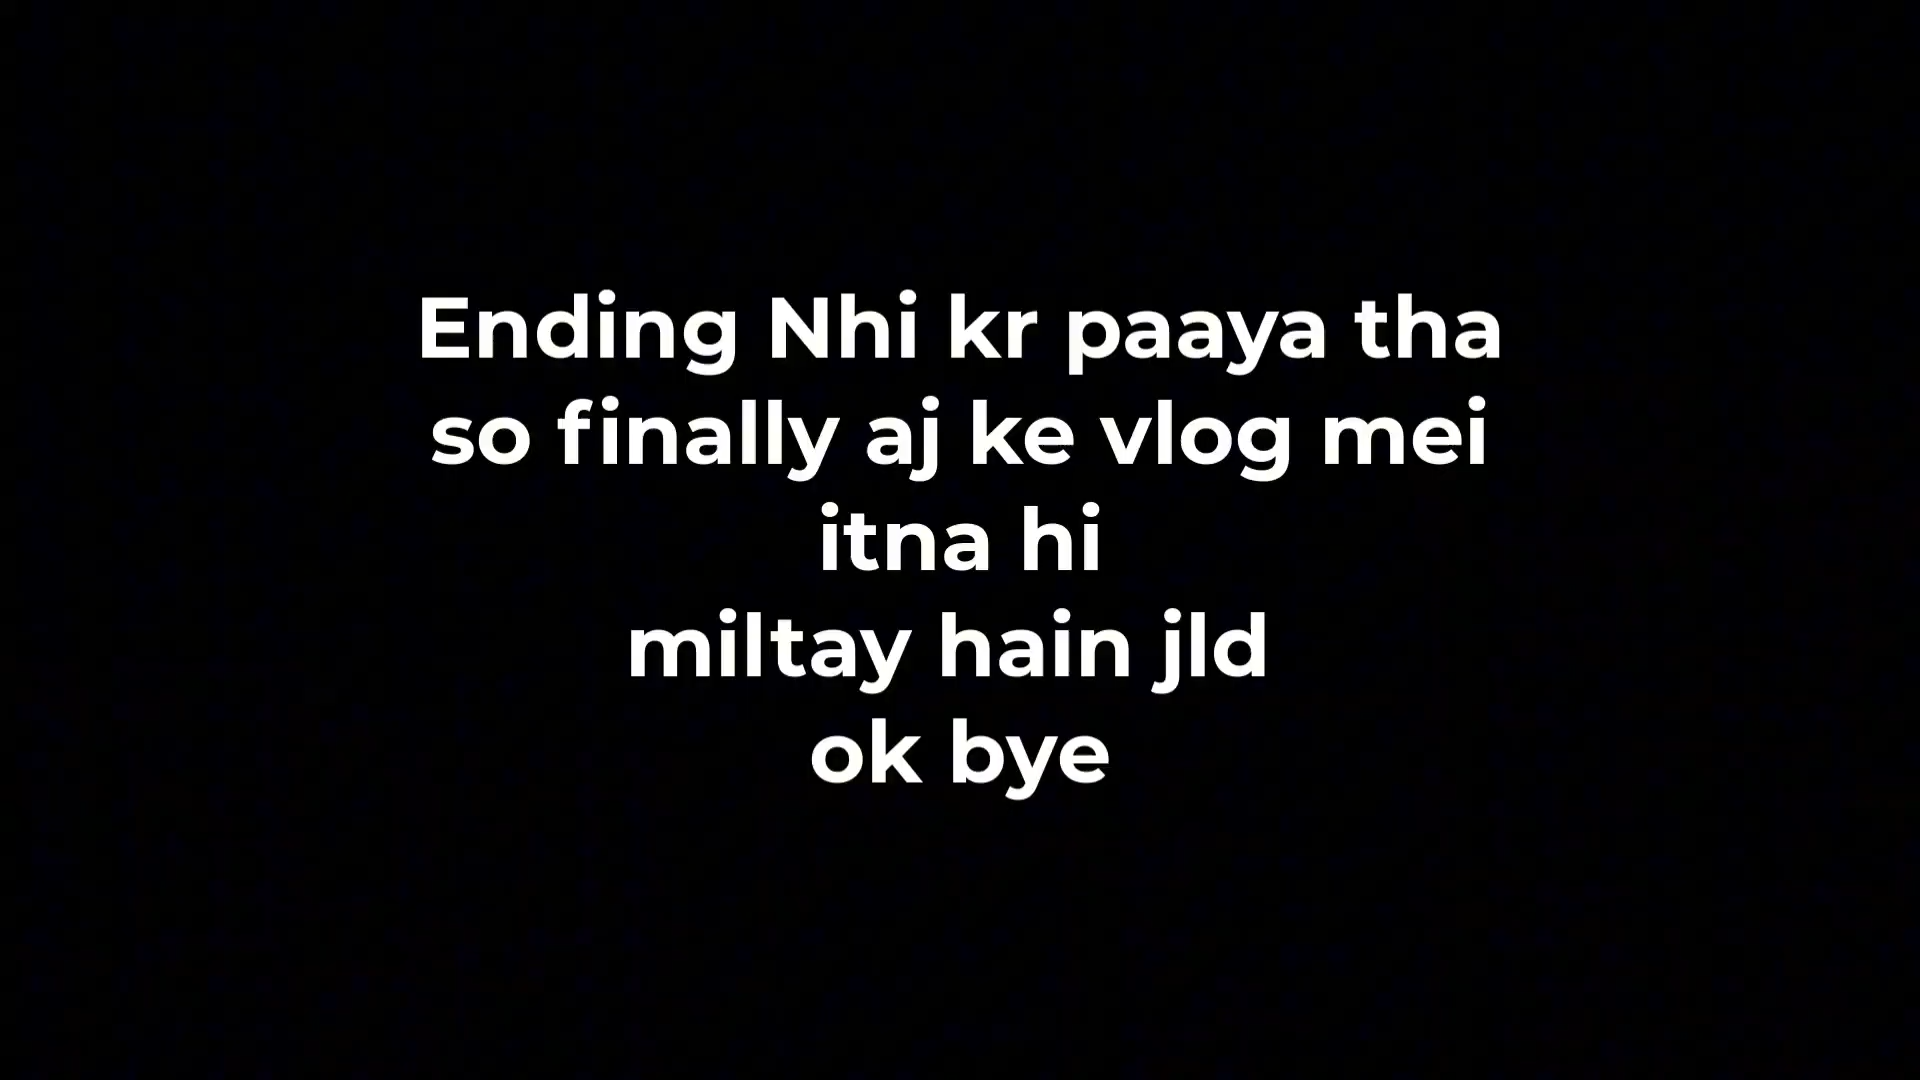 Ending Nhi kr paaya tha
so finally aj ke vlog mei
itna hi
miltay hain jld
ok bye